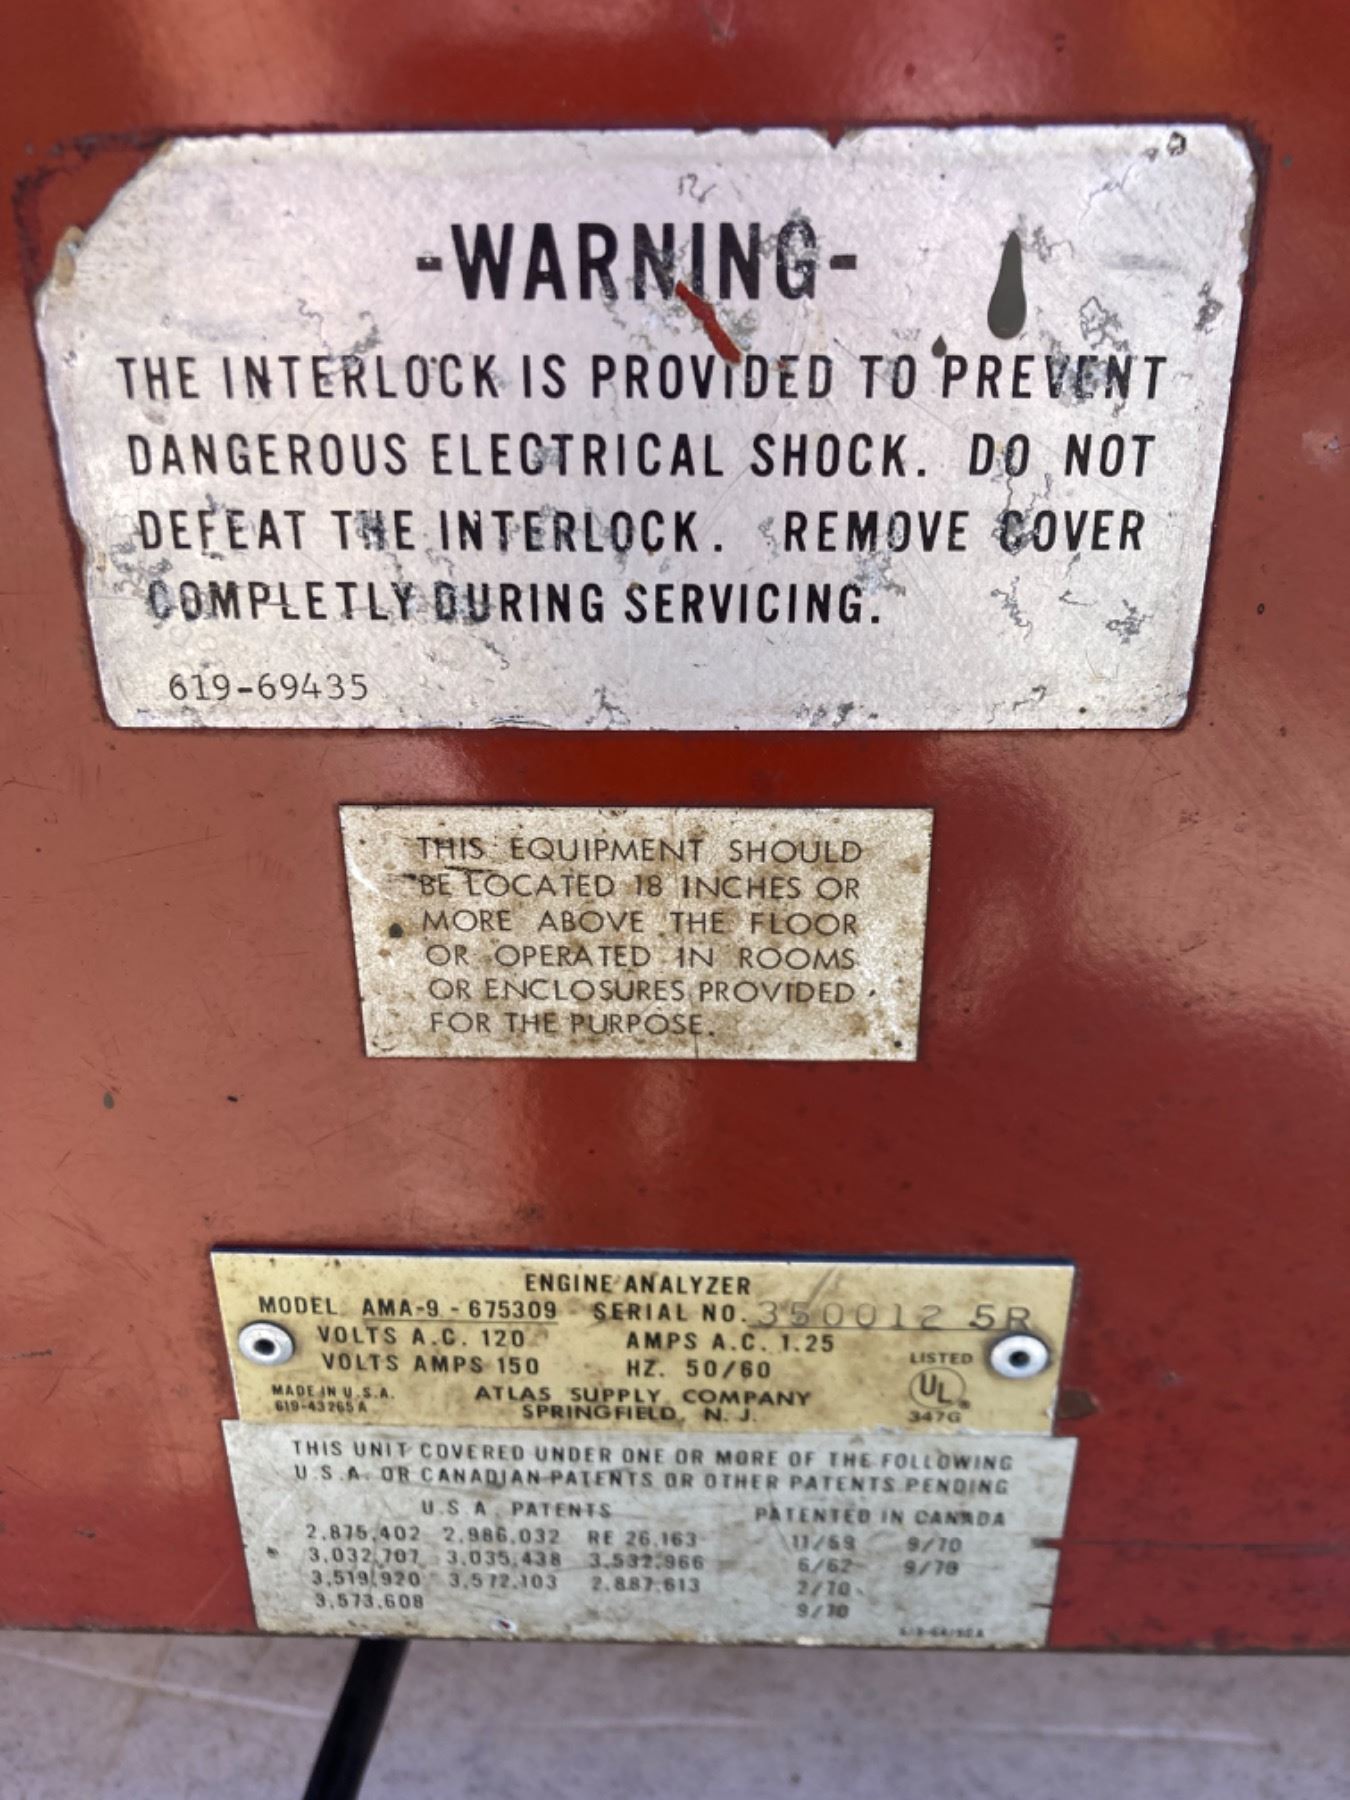 -WARNING-
THE INTERLOCK IS PROVIDED TO PREVENT
DANGEROUS ELECTRICAL SHOCK. DO NOT
DEFEAT THE INTERLOCK. REMOVE COVER
COMPLETLY DURING SERVICING.
619-69435
THIS EQUIPMENT SHOULD
BE LOCATED 18 INCHES OR
MORE ABOVE THE FLOOR
OR OPERATED IN ROOMS
OR ENCLOSURES PROVIDED
FOR THE PURPOSE.
ENGINE ANALYZER
MODEL AMA-9 - 675309 SERIAL NO. 350012 5R
VOLTS A.C. 120 AMPS A.C. 1.25
VOLTS AMPS 150 HZ. 50/60
LISTED
UL
347G
MADE IN U.S.A.
619-43265A
ATLAS SUPPLY COMPANY
SPRINGFIELD, N. J.
THIS UNIT COVERED UNDER ONE OR MORE OF THE FOLLOWING
U.S.A. OR CANADIAN PATENTS OR OTHER PATENTS PENDING
U.S.A. PATENTS PATENTED IN CANADA
2,875,402 2,986,032 RE 26,163 9/70
3,032,707 3,035,438 3,532,966 6/62 9/70
3,519,920 3,572,103 2,887,613 2/70
3,573,608 9/70